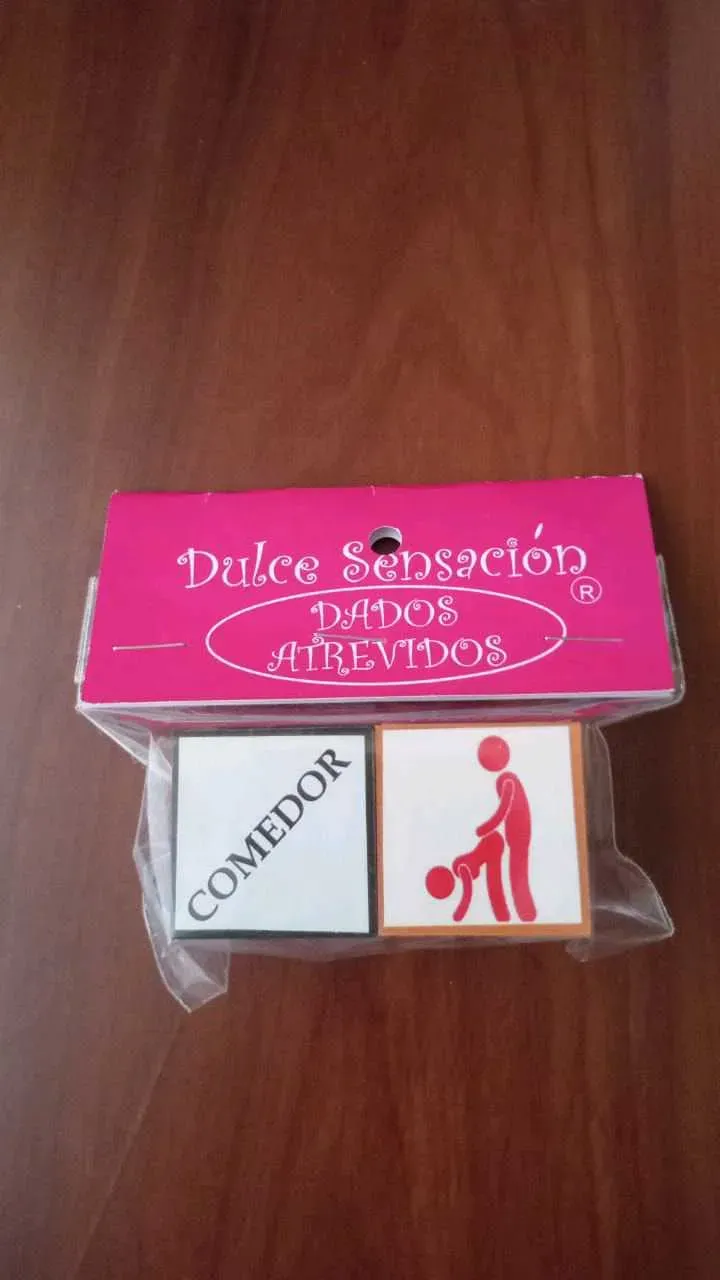 Dulce Sensación
®
DADOS
ATREVIDOS
COMEDOR